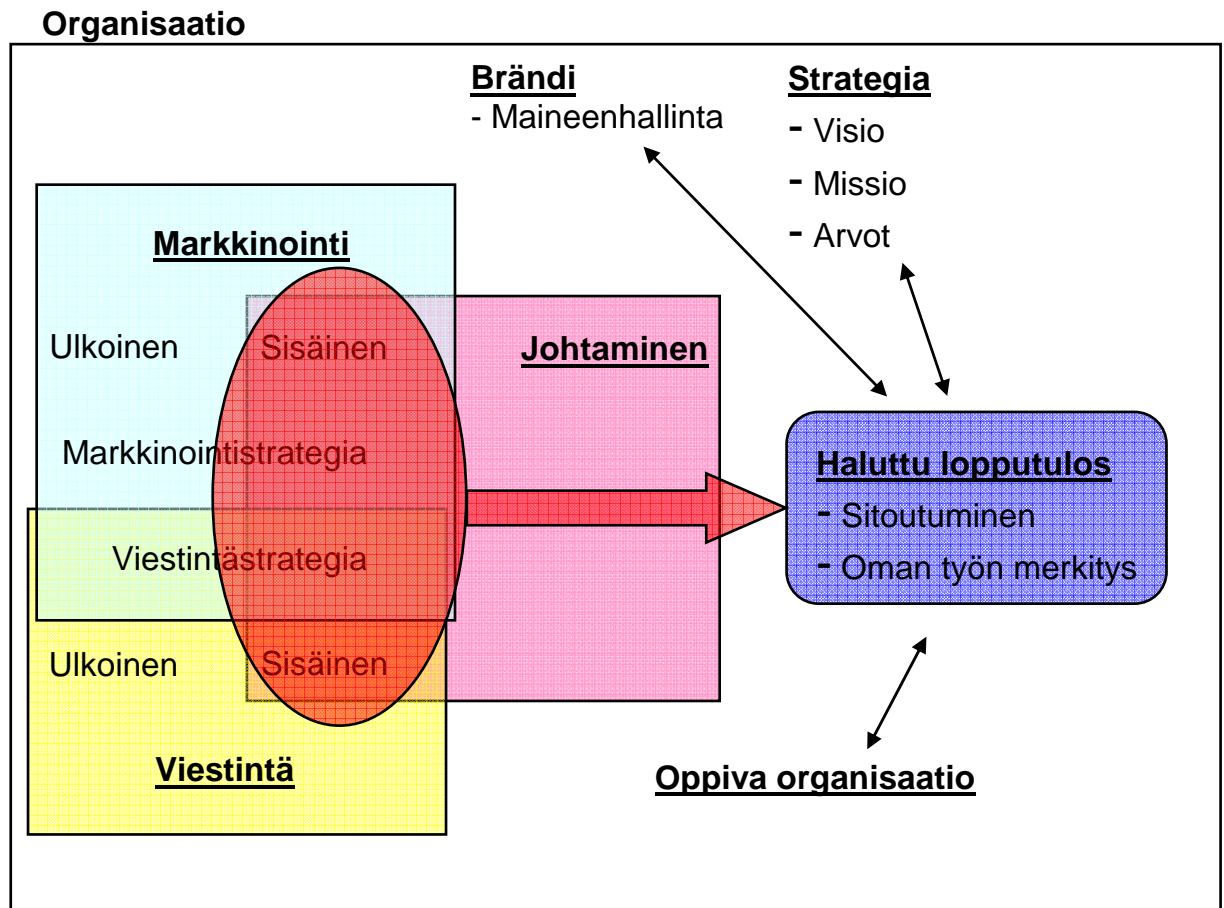 Organisaatio
Brändi
- Maineenhallinta
Strategia
- Visio
- Missio
- Arvot
Markkinointi
Ulkoinen Sisäinen
Johtaminen
Markkinointistrategia
Viestintästrategia
Ulkoinen Sisäinen
Viestintä
Haluttu lopputulos
- Sitoutuminen
- Oman työn merkitys
Oppiva organisaatio